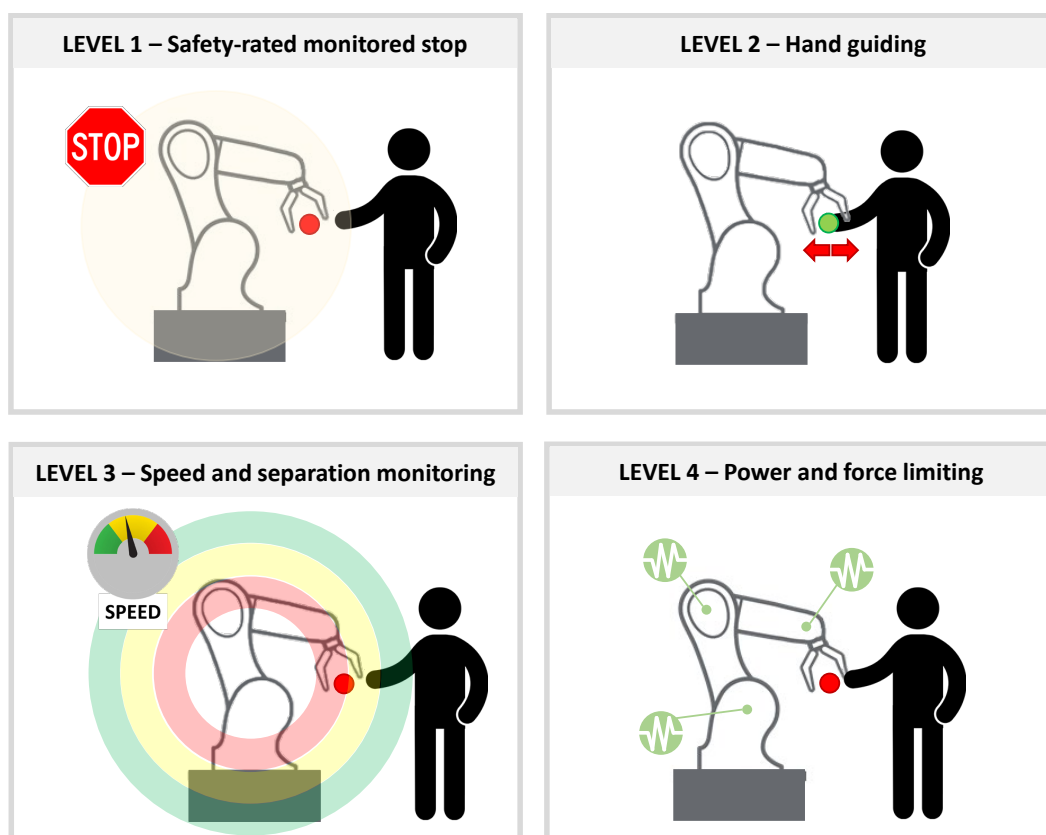 LEVEL 1 – Safety-rated monitored stop
STOP
LEVEL 2 – Hand guiding
LEVEL 3 – Speed and separation monitoring
SPEED
LEVEL 4 – Power and force limiting